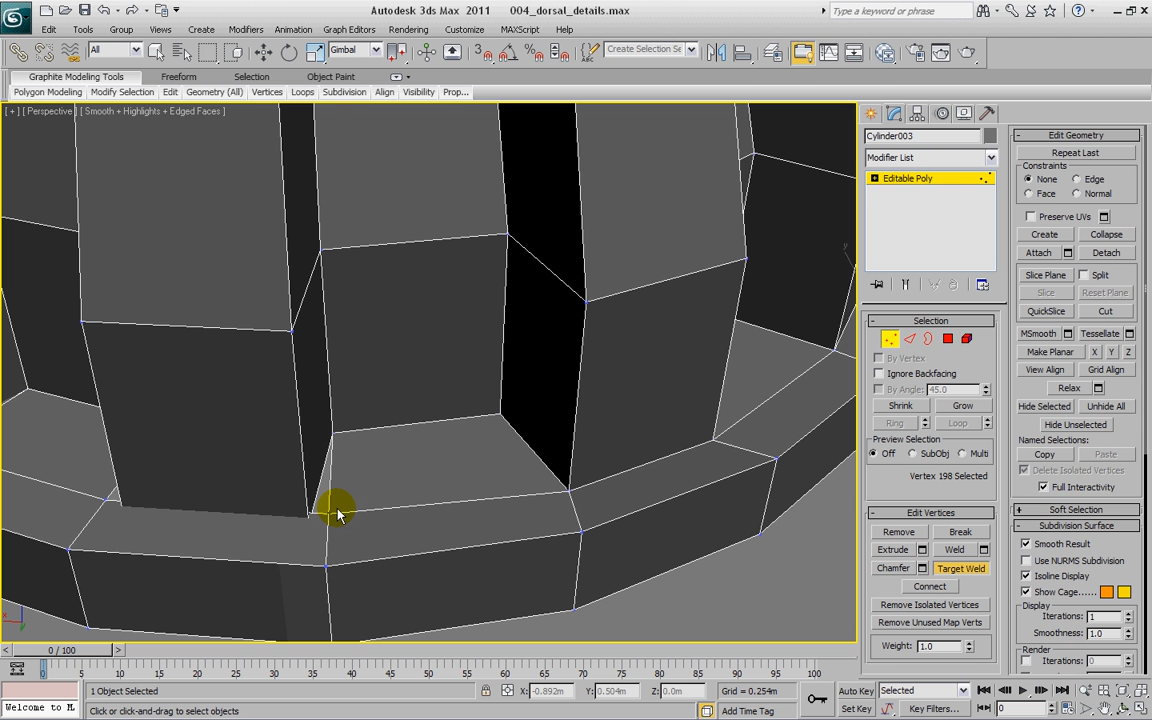 Autodesk 3ds Max 2011 004_dorsal_details.max
Type a keyword or phrase
Edit Tools Group Views Create Modifiers Animation Graph Editors Rendering Customize MAXScript Help
All Gimbal Create Selection Se
Graphite Modeling Tools Freeform Selection Object Paint
Polygon Modeling Modify Selection Edit Geometry (All) Vertices Loops Subdivision Align Visibility Prop...
[ + ] [ Perspective ] [ Smooth + Highlights + Edged Faces ]
Cylinder003
Modifier List
Editable Poly
Selection
By Vertex
Ignore Backfacing
By Angle: 45.0
Shrink Grow
Ring Loop
Preview Selection
Off SubObj Multi
Vertex 198 Selected
Edit Vertices
Remove Break
Extrude Weld
Chamfer Target Weld
Connect
Remove Isolated Vertices
Remove Unused Map Verts
Weight: 1.0
Edit Geometry
Repeat Last
Constraints
None Edge
Face Normal
Preserve UVs
Create Collapse
Attach Detach
Slice Plane Split
Slice Reset Plane
QuickSlice Cut
MSmooth Tessellate
Make Planar X Y Z
View Align Grid Align
Relax
Hide Selected Unhide All
Hide Unselected
Named Selections:
Copy Paste
Delete Isolated Vertices
Full Interactivity
Soft Selection
Subdivision Surface
Smooth Result
Use NURMS Subdivision
Isoline Display
Show Cage......
Display
Iterations: 1
Smoothness: 1.0
Render
Iterations: 0
0 / 100
0 5 10 15 20 25 30 35 40 45 50 55 60 65 70 75 80 85 90 95 100
1 Object Selected X: -0.892m Y: 0.504m Z: 0.0m Grid = 0.254m Auto Key Selected
Welcome to M Click or click-and-drag to select objects Add Time Tag Set Key Key Filters... 0